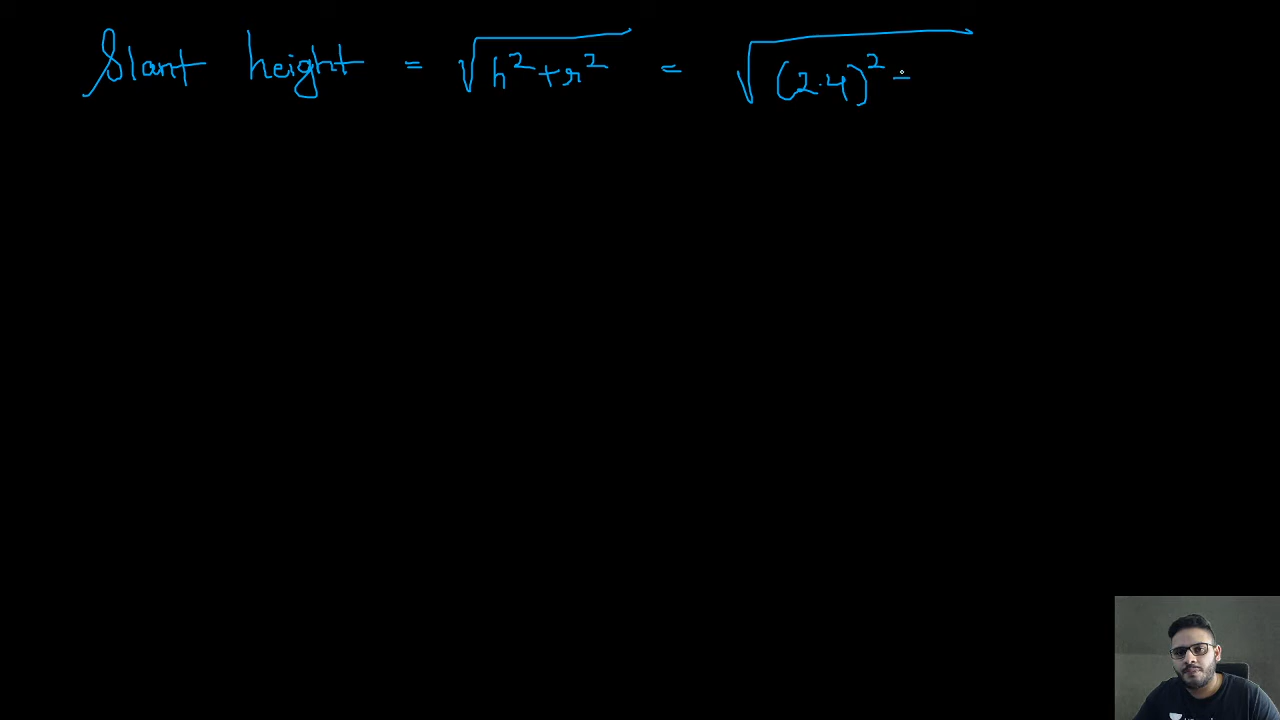 Slant height = √(h²+r²) = √((2.4)² -